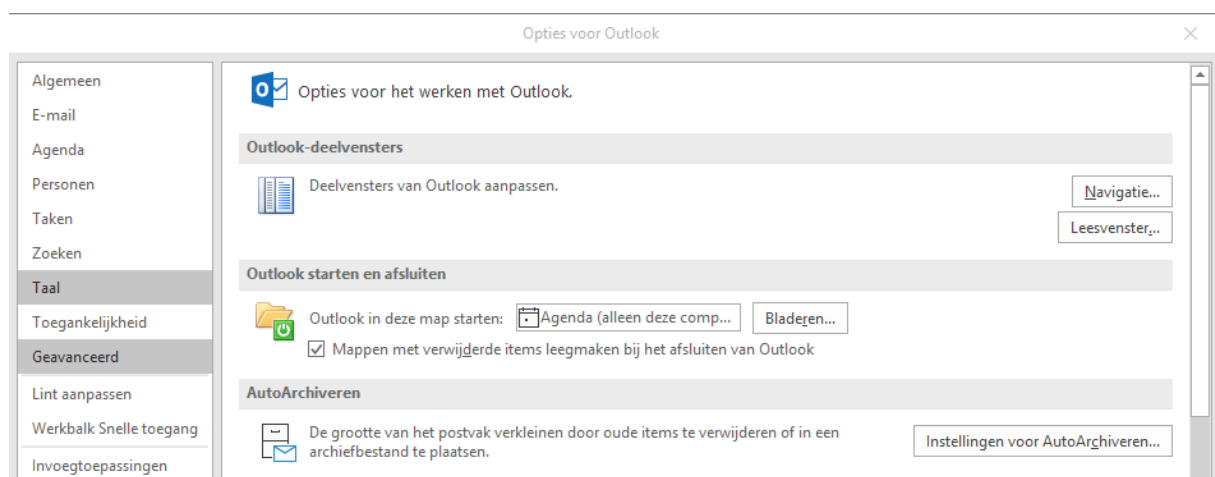 Opties voor Outlook
Algemeen
E-mail
Agenda
Personen
Taken
Zoeken
Taal
Toegankelijkheid
Geavanceerd
Lint aanpassen
Werkbalk Snelle toegang
Invoegtoepassingen
Opties voor het werken met Outlook.
Outlook-deelvensters
Deelvensters van Outlook aanpassen.
Navigatie...
Leesvenster...
Outlook starten en afsluiten
Outlook in deze map starten: Agenda (alleen deze comp... Bladeren...
Mappen met verwijderde items leegmaken bij het afsluiten van Outlook
AutoArchiveren
De grootte van het postvak verkleinen door oude items te verwijderen of in een
archiefbestand te plaatsen.
Instellingen voor AutoArchiveren...